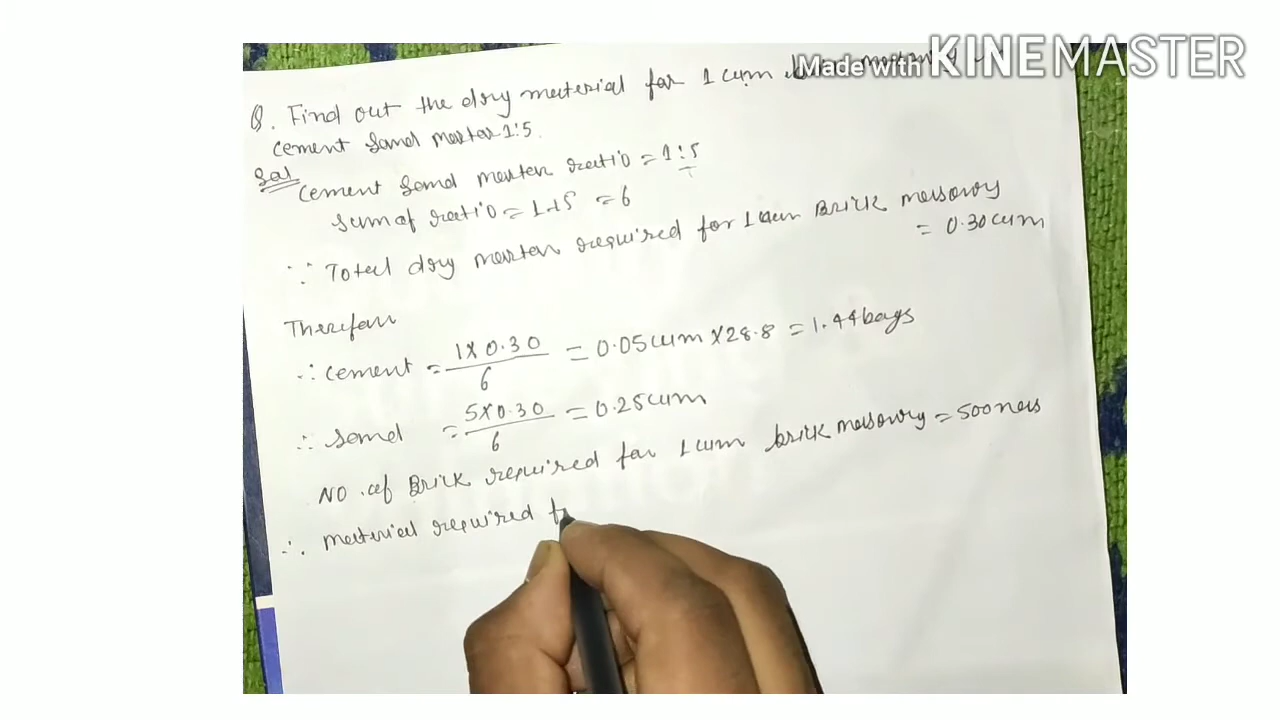 Made with KINEMASTER
Q. Find out the dry material for 1 cum masonry
cement sand mortar 1:5.
Sol
Cement sand mortar ratio = 1:5
Sum of ratio = 1+5 = 6
∵ Total dry mortar required for 1 cum Brick masonry
= 0.30 cum
Therefore
∴ cement = 1 x 0.30 / 6 = 0.05 cum x 28.8 = 1.44 bags
∴ sand = 5 x 0.30 / 6 = 0.25 cum
NO. of Brick required for 1 cum brick masonry = 500 nos
∴ material required f